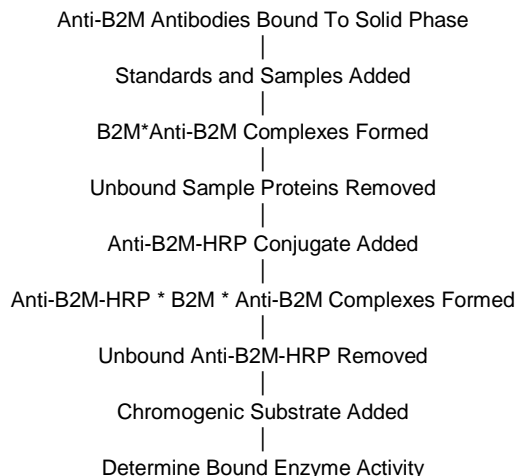 Anti-B2M Antibodies Bound To Solid Phase
Standards and Samples Added
B2M*Anti-B2M Complexes Formed
Unbound Sample Proteins Removed
Anti-B2M-HRP Conjugate Added
Anti-B2M-HRP * B2M * Anti-B2M Complexes Formed
Unbound Anti-B2M-HRP Removed
Chromogenic Substrate Added
Determine Bound Enzyme Activity